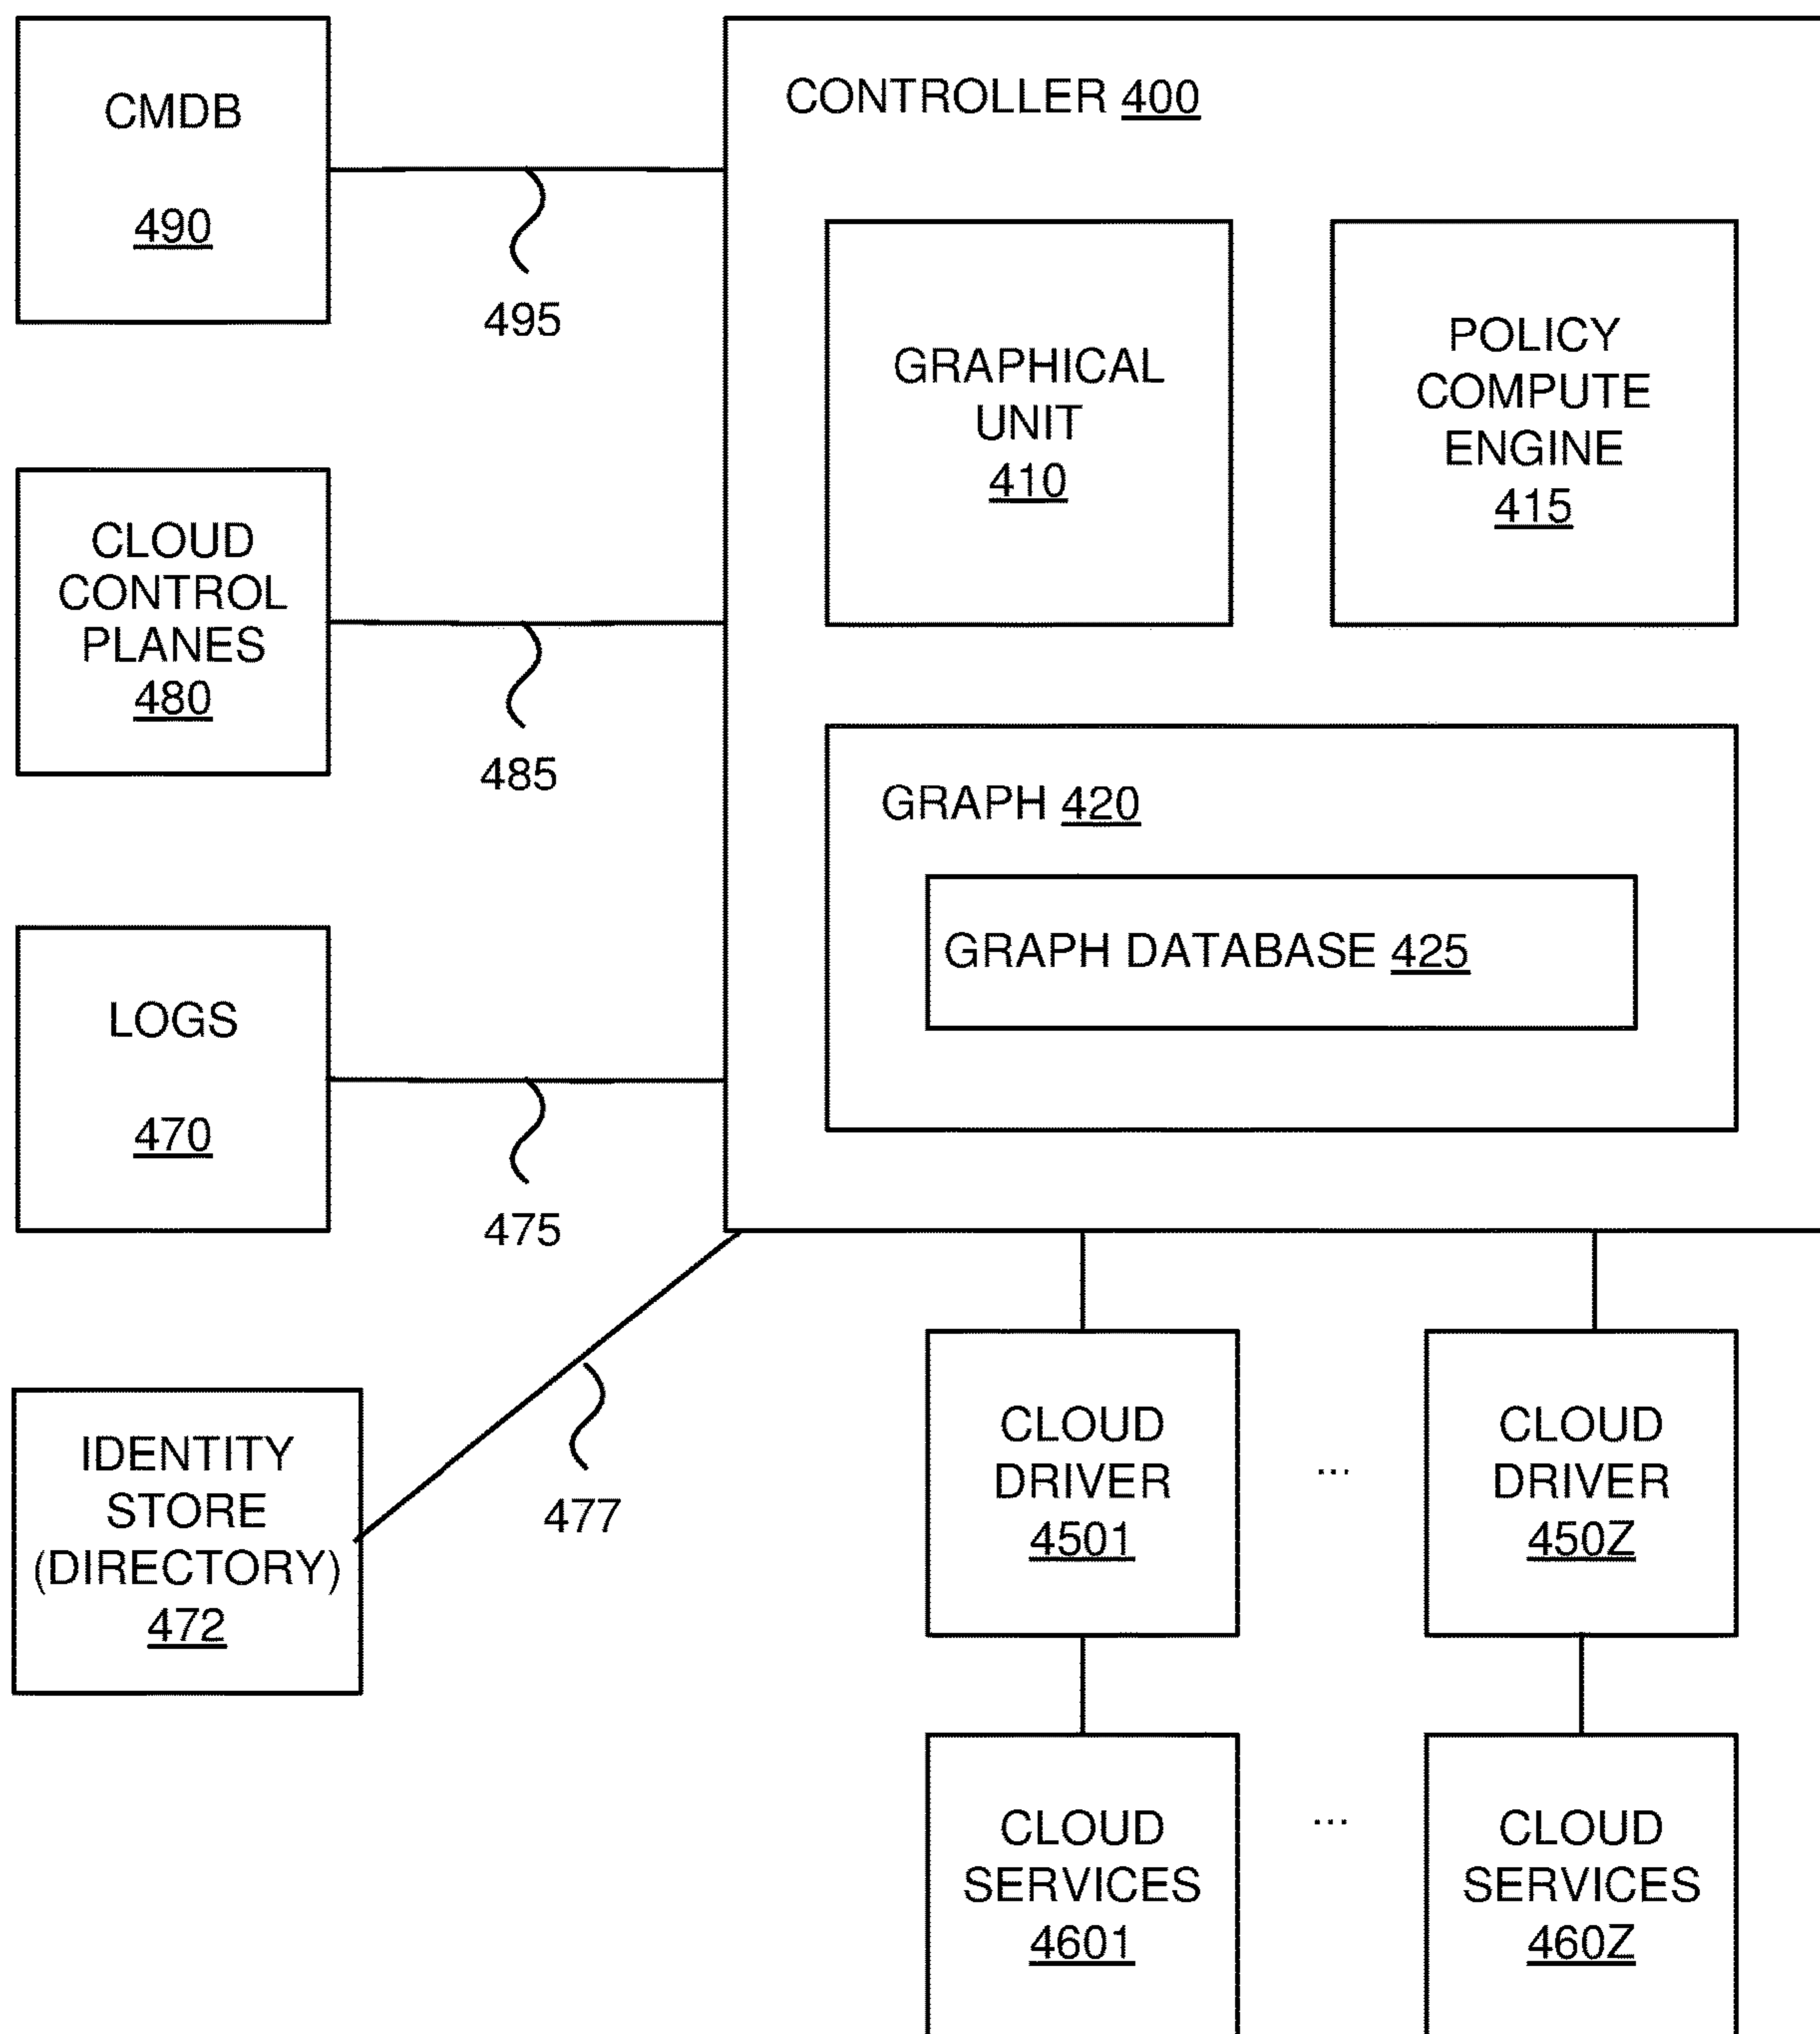 CMDB
490
495
CONTROLLER 400
GRAPHICAL
UNIT
410
POLICY
COMPUTE
ENGINE
415
CLOUD
CONTROL
PLANES
480
485
GRAPH 420
GRAPH DATABASE 425
LOGS
470
475
IDENTITY
STORE
(DIRECTORY)
472
477
CLOUD
DRIVER
4501
...
CLOUD
DRIVER
450Z
CLOUD
SERVICES
4601
...
CLOUD
SERVICES
460Z